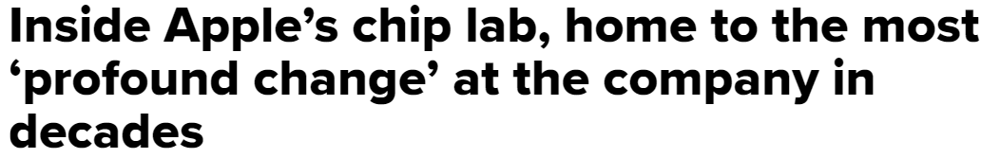 Inside Apple’s chip lab, home to the most
‘profound change’ at the company in
decades